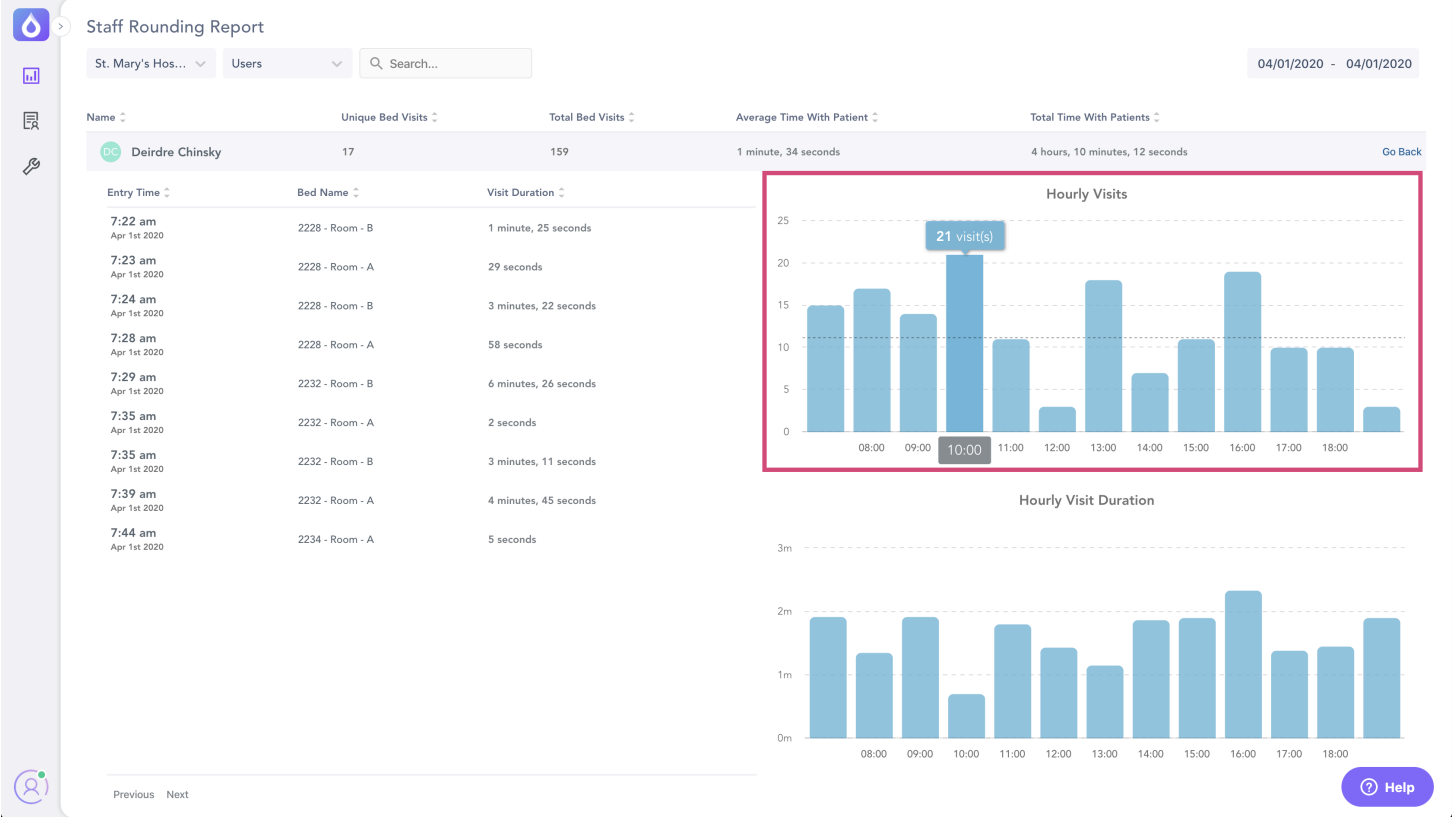 Staff Rounding Report
St. Mary's Hos...
Users
Search...
04/01/2020 - 04/01/2020
Name
Unique Bed Visits
Total Bed Visits
Average Time With Patient
Total Time With Patients
DC
Deirdre Chinsky
17
159
1 minute, 34 seconds
4 hours, 10 minutes, 12 seconds
Go Back
Entry Time
Bed Name
Visit Duration
7:22 am
Apr 1st 2020
2228 - Room - B
1 minute, 25 seconds
7:23 am
Apr 1st 2020
2228 - Room - A
29 seconds
7:24 am
Apr 1st 2020
2228 - Room - B
3 minutes, 22 seconds
7:28 am
Apr 1st 2020
2228 - Room - A
58 seconds
7:29 am
Apr 1st 2020
2232 - Room - B
6 minutes, 26 seconds
7:35 am
Apr 1st 2020
2232 - Room - A
2 seconds
7:35 am
Apr 1st 2020
2232 - Room - B
3 minutes, 11 seconds
7:39 am
Apr 1st 2020
2232 - Room - A
4 minutes, 45 seconds
7:44 am
Apr 1st 2020
2234 - Room - A
5 seconds
Previous
Next
Hourly Visits
25
21 visit(s)
20
15
10
5
0
08:00 09:00 10:00 11:00 12:00 13:00 14:00 15:00 16:00 17:00 18:00
Hourly Visit Duration
3m
2m
1m
0m
08:00 09:00 10:00 11:00 12:00 13:00 14:00 15:00 16:00 17:00 18:00
? Help